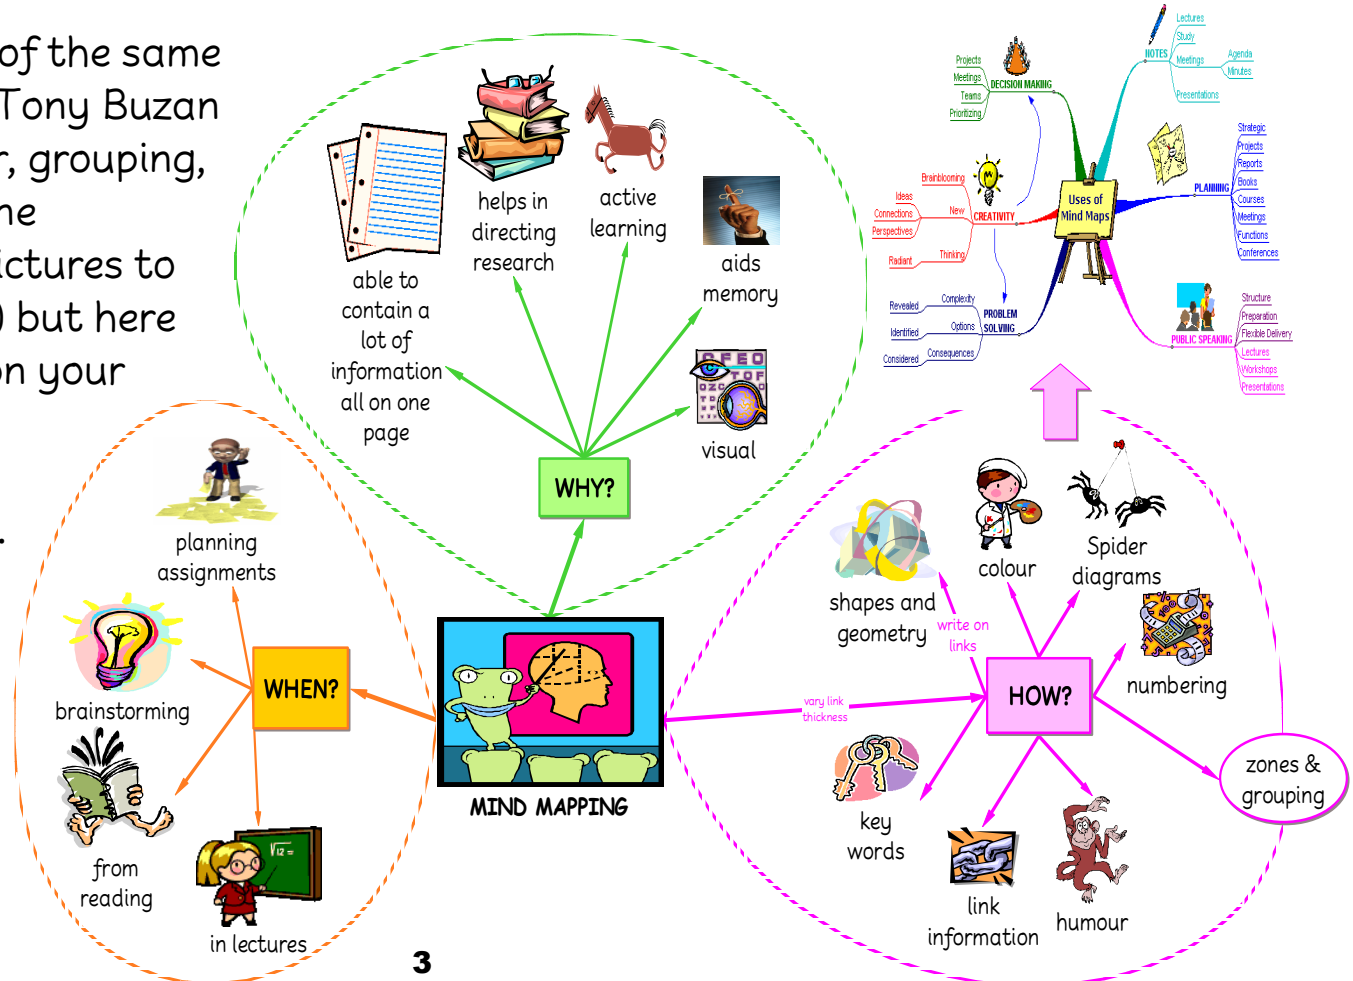 of the same
Tony Buzan
r, grouping,
ne
ictures to
) but here
on your
.
able to
contain a
lot of
information
all on one
page
helps in
directing
research
active
learning
aids
memory
visual
WHY?
Projects
Meetings
Teams
Prioritizing
DECISION MAKING
NOTES
Lectures
Study
Meetings
Agenda
Minutes
Presentations
Uses of
Mind Maps
Brainblooming
Ideas
Connections
Perspectives
New
CREATIVITY
Radiant
Thinking
PLANNING
Strategic
Projects
Reports
Books
Courses
Meetings
Functions
Conferences
Revealed
Complexity
Identified
Options
Considered
Consequences
PROBLEM
SOLVING
PUBLIC SPEAKING
Structure
Preparation
Flexible Delivery
Lectures
Workshops
Presentations
planning
assignments
brainstorming
WHEN?
from
reading
√12 =
in lectures
MIND MAPPING
vary link
thickness
HOW?
shapes and
geometry
write on
links
colour
Spider
diagrams
numbering
zones &
grouping
key
words
link
information
humour
3